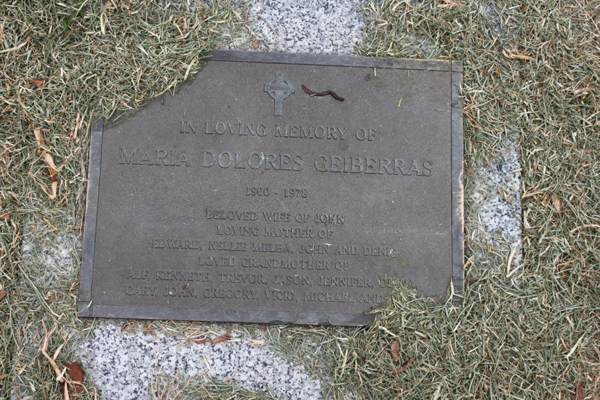 IN LOVING MEMORY OF
MARIA DOLORES GEIBERRAS
1900 - 1978
BELOVED WIFE OF JOHN
LOVING MOTHER OF
EDWARD, NELLIE MELBA, JOHN AND
LOVED GRANDMOTHER OF
ALF, KENNETH, TREVOR, JASON, JENNIFER,
GARY, JOHN, GREGORY, VICKI, MICHAEL AND